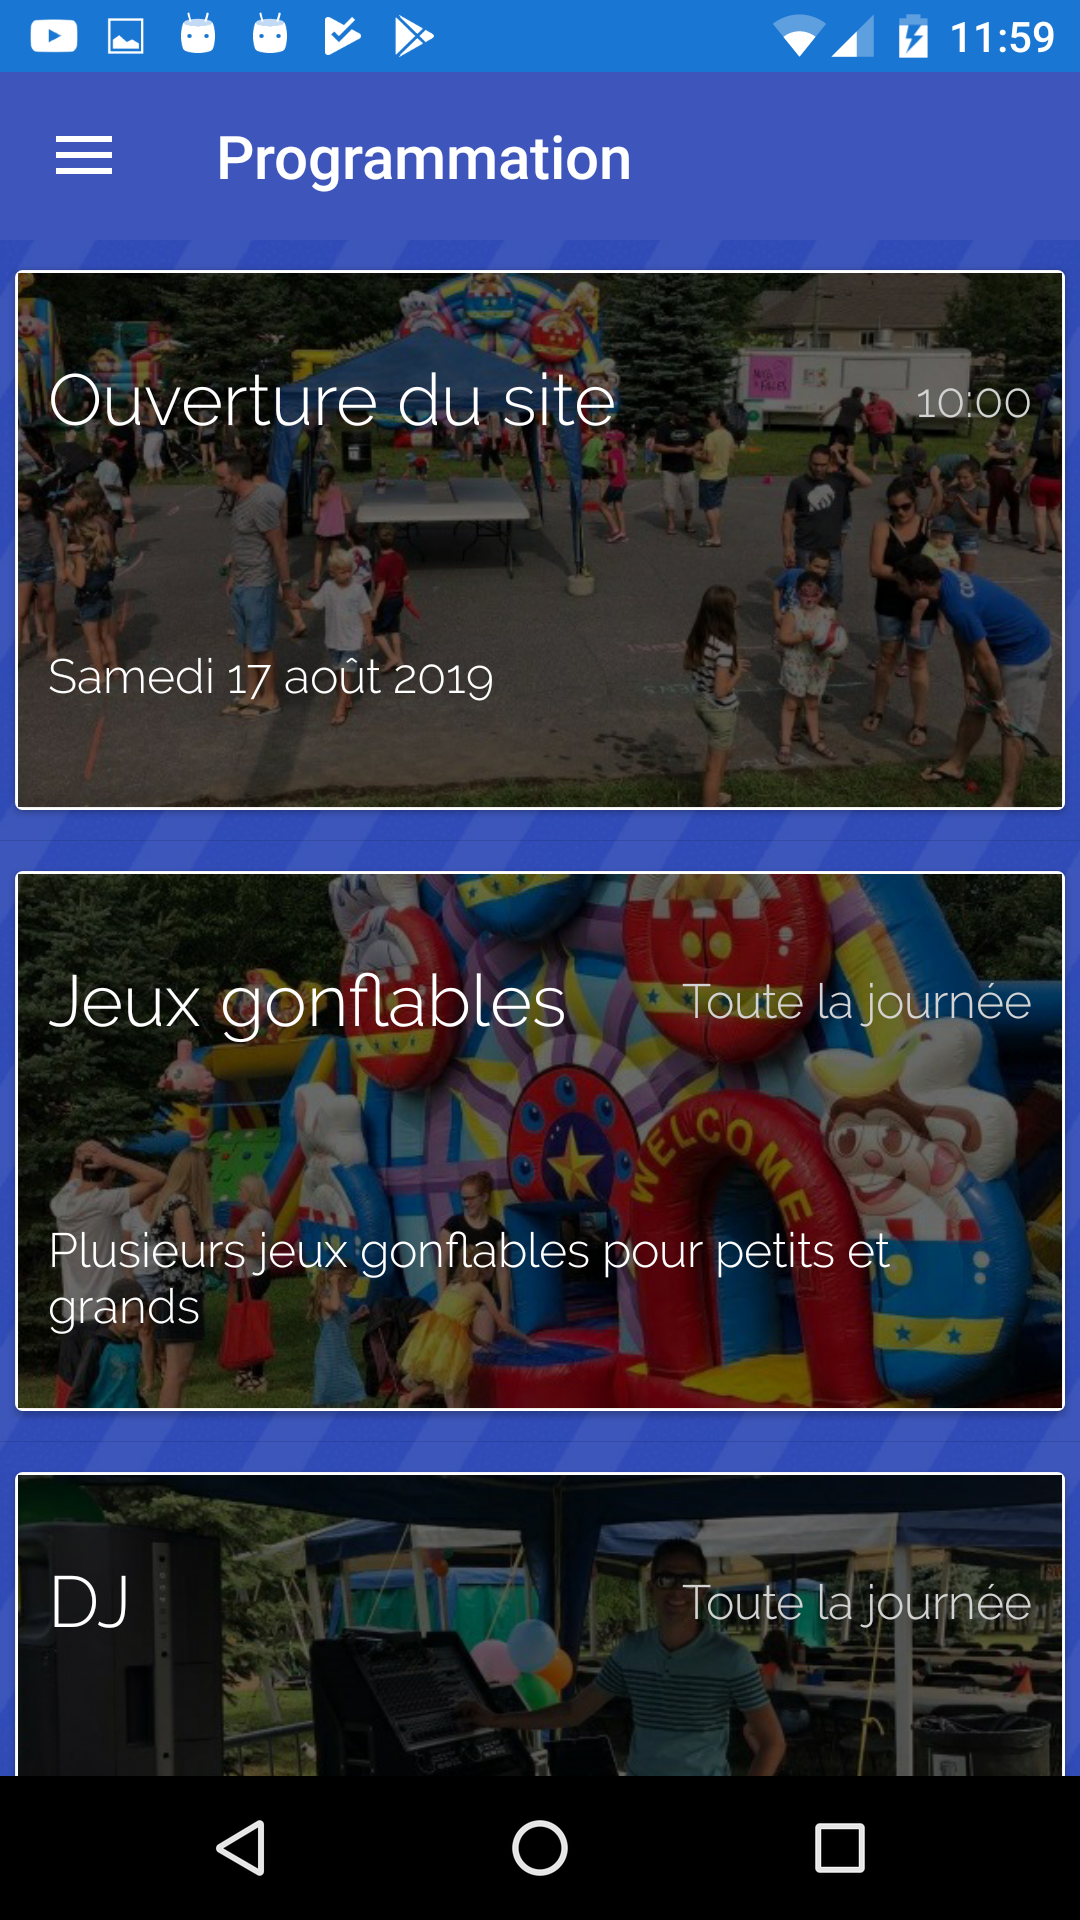 11:59
Programmation
Ouverture du site
10:00
Samedi 17 août 2019
Jeux gonflables
Toute la journée
WELCOME
Plusieurs jeux gonflables pour petits et
grands
DJ
Toute la journée